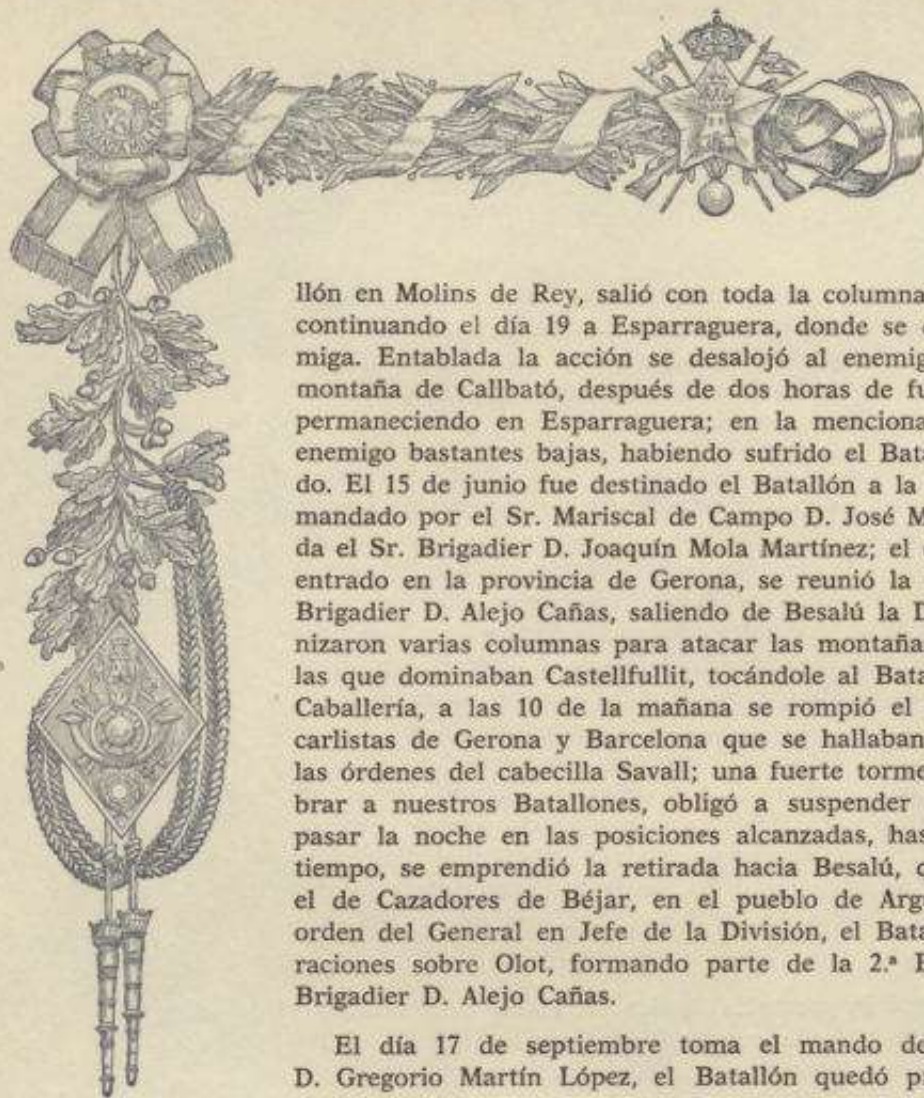 llón en Molins de Rey, salió con toda la columna
continuando el día 19 a Esparraguera, donde se
miga. Entablada la acción se desalojó al enemig
montaña de Callbató, después de dos horas de fu
permaneciendo en Esparraguera; en la menciona
enemigo bastantes bajas, habiendo sufrido el Bata
do. El 15 de junio fue destinado el Batallón a la
mandado por el Sr. Mariscal de Campo D. José M
da el Sr. Brigadier D. Joaquín Mola Martínez; el
entrado en la provincia de Gerona, se reunió la
Brigadier D. Alejo Cañas, saliendo de Besalú la D
nizaron varias columnas para atacar las montaña
las que dominaban Castellfullit, tocándole al Bata
Caballería, a las 10 de la mañana se rompió el
carlistas de Gerona y Barcelona que se hallaban
las órdenes del cabecilla Savall; una fuerte torme
brar a nuestros Batallones, obligó a suspender
pasar la noche en las posiciones alcanzadas, has
tiempo, se emprendió la retirada hacia Besalú, c
el de Cazadores de Béjar, en el pueblo de Arg
orden del General en Jefe de la División, el Bata
raciones sobre Olot, formando parte de la 2.ª B
Brigadier D. Alejo Cañas.
El día 17 de septiembre toma el mando de
D. Gregorio Martín López, el Batallón quedó p